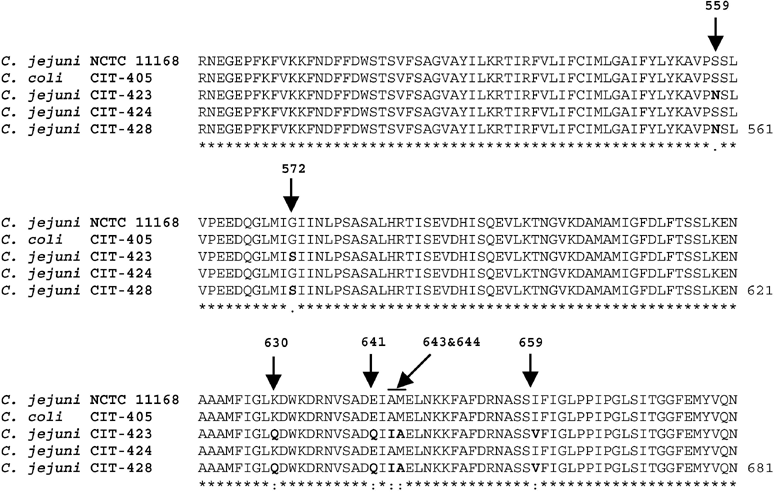 559
C. jejuni NCTC 11168 RNEGEPFKFVKKFNDFFDWSTSVFSAGVAYILKRTIRFVLIFCIMLGAIFYLYKAVPSSL
C. coli CIT-405 RNEGEPFKFVKKFNDFFDWSTSVFSAGVAYILKRTIRFVLIFCIMLGAIFYLYKAVPSSL
C. jejuni CIT-423 RNEGEPFKFVKKFNDFFDWSTSVFSAGVAYILKRTIRFVLIFCIMLGAIFYLYKAVPNSL
C. jejuni CIT-424 RNEGEPFKFVKKFNDFFDWSTSVFSAGVAYILKRTIRFVLIFCIMLGAIFYLYKAVPSSL
C. jejuni CIT-428 RNEGEPFKFVKKFNDFFDWSTSVFSAGVAYILKRTIRFVLIFCIMLGAIFYLYKAVPNSL 561
*********************************************************.**
572
C. jejuni NCTC 11168 VPEEDQGLMIGIINLPSASALHRTISEVDHISQEVLKTNGVKDAMAMIGFDLFTSSLKEN
C. coli CIT-405 VPEEDQGLMIGIINLPSASALHRTISEVDHISQEVLKTNGVKDAMAMIGFDLFTSSLKEN
C. jejuni CIT-423 VPEEDQGLMISIINLPSASALHRTISEVDHISQEVLKTNGVKDAMAMIGFDLFTSSLKEN
C. jejuni CIT-424 VPEEDQGLMIGIINLPSASALHRTISEVDHISQEVLKTNGVKDAMAMIGFDLFTSSLKEN
C. jejuni CIT-428 VPEEDQGLMISIINLPSASALHRTISEVDHISQEVLKTNGVKDAMAMIGFDLFTSSLKEN 621
**********.*************************************************
630 641 643&644 659
C. jejuni NCTC 11168 AAAMFIGLKDWKDRNVSADEIAMELNKKFAFDRNASSIFIGLPPIPGLSITGGFEMYVQN
C. coli CIT-405 AAAMFIGLKDWKDRNVSADEIAMELNKKFAFDRNASSIFIGLPPIPGLSITGGFEMYVQN
C. jejuni CIT-423 AAAMFIGLQDWKDRNVSADQIIAELNKKFAFDRNASSVFIGLPPIPGLSITGGFEMYVQN
C. jejuni CIT-424 AAAMFIGLKDWKDRNVSADEIAMELNKKFAFDRNASSIFIGLPPIPGLSITGGFEMYVQN
C. jejuni CIT-428 AAAMFIGLQDWKDRNVSADQIIAELNKKFAFDRNASSVFIGLPPIPGLSITGGFEMYVQN 681
********:**********:*::**************:**********************